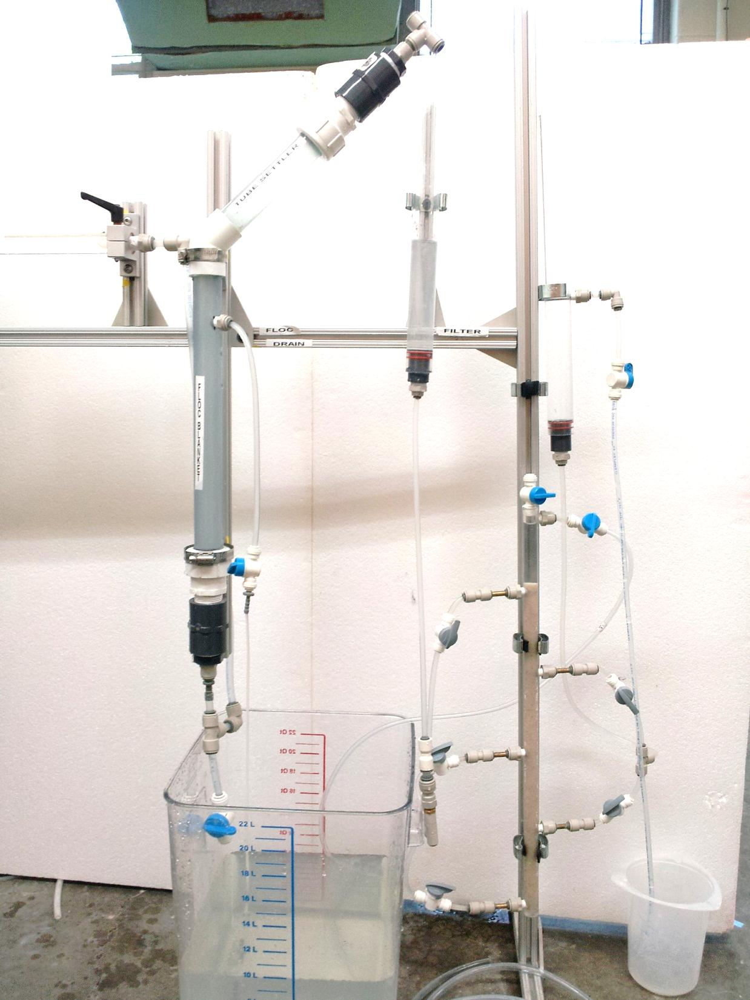 TUBE SETTLER
FLOC
FILTER
DRAIN
FLOC BLANKET
22 Qt
20 Qt
18 Qt
16 Qt
22 L
Qt
20 L
18 L
16 L
14 L
12 L
10 L